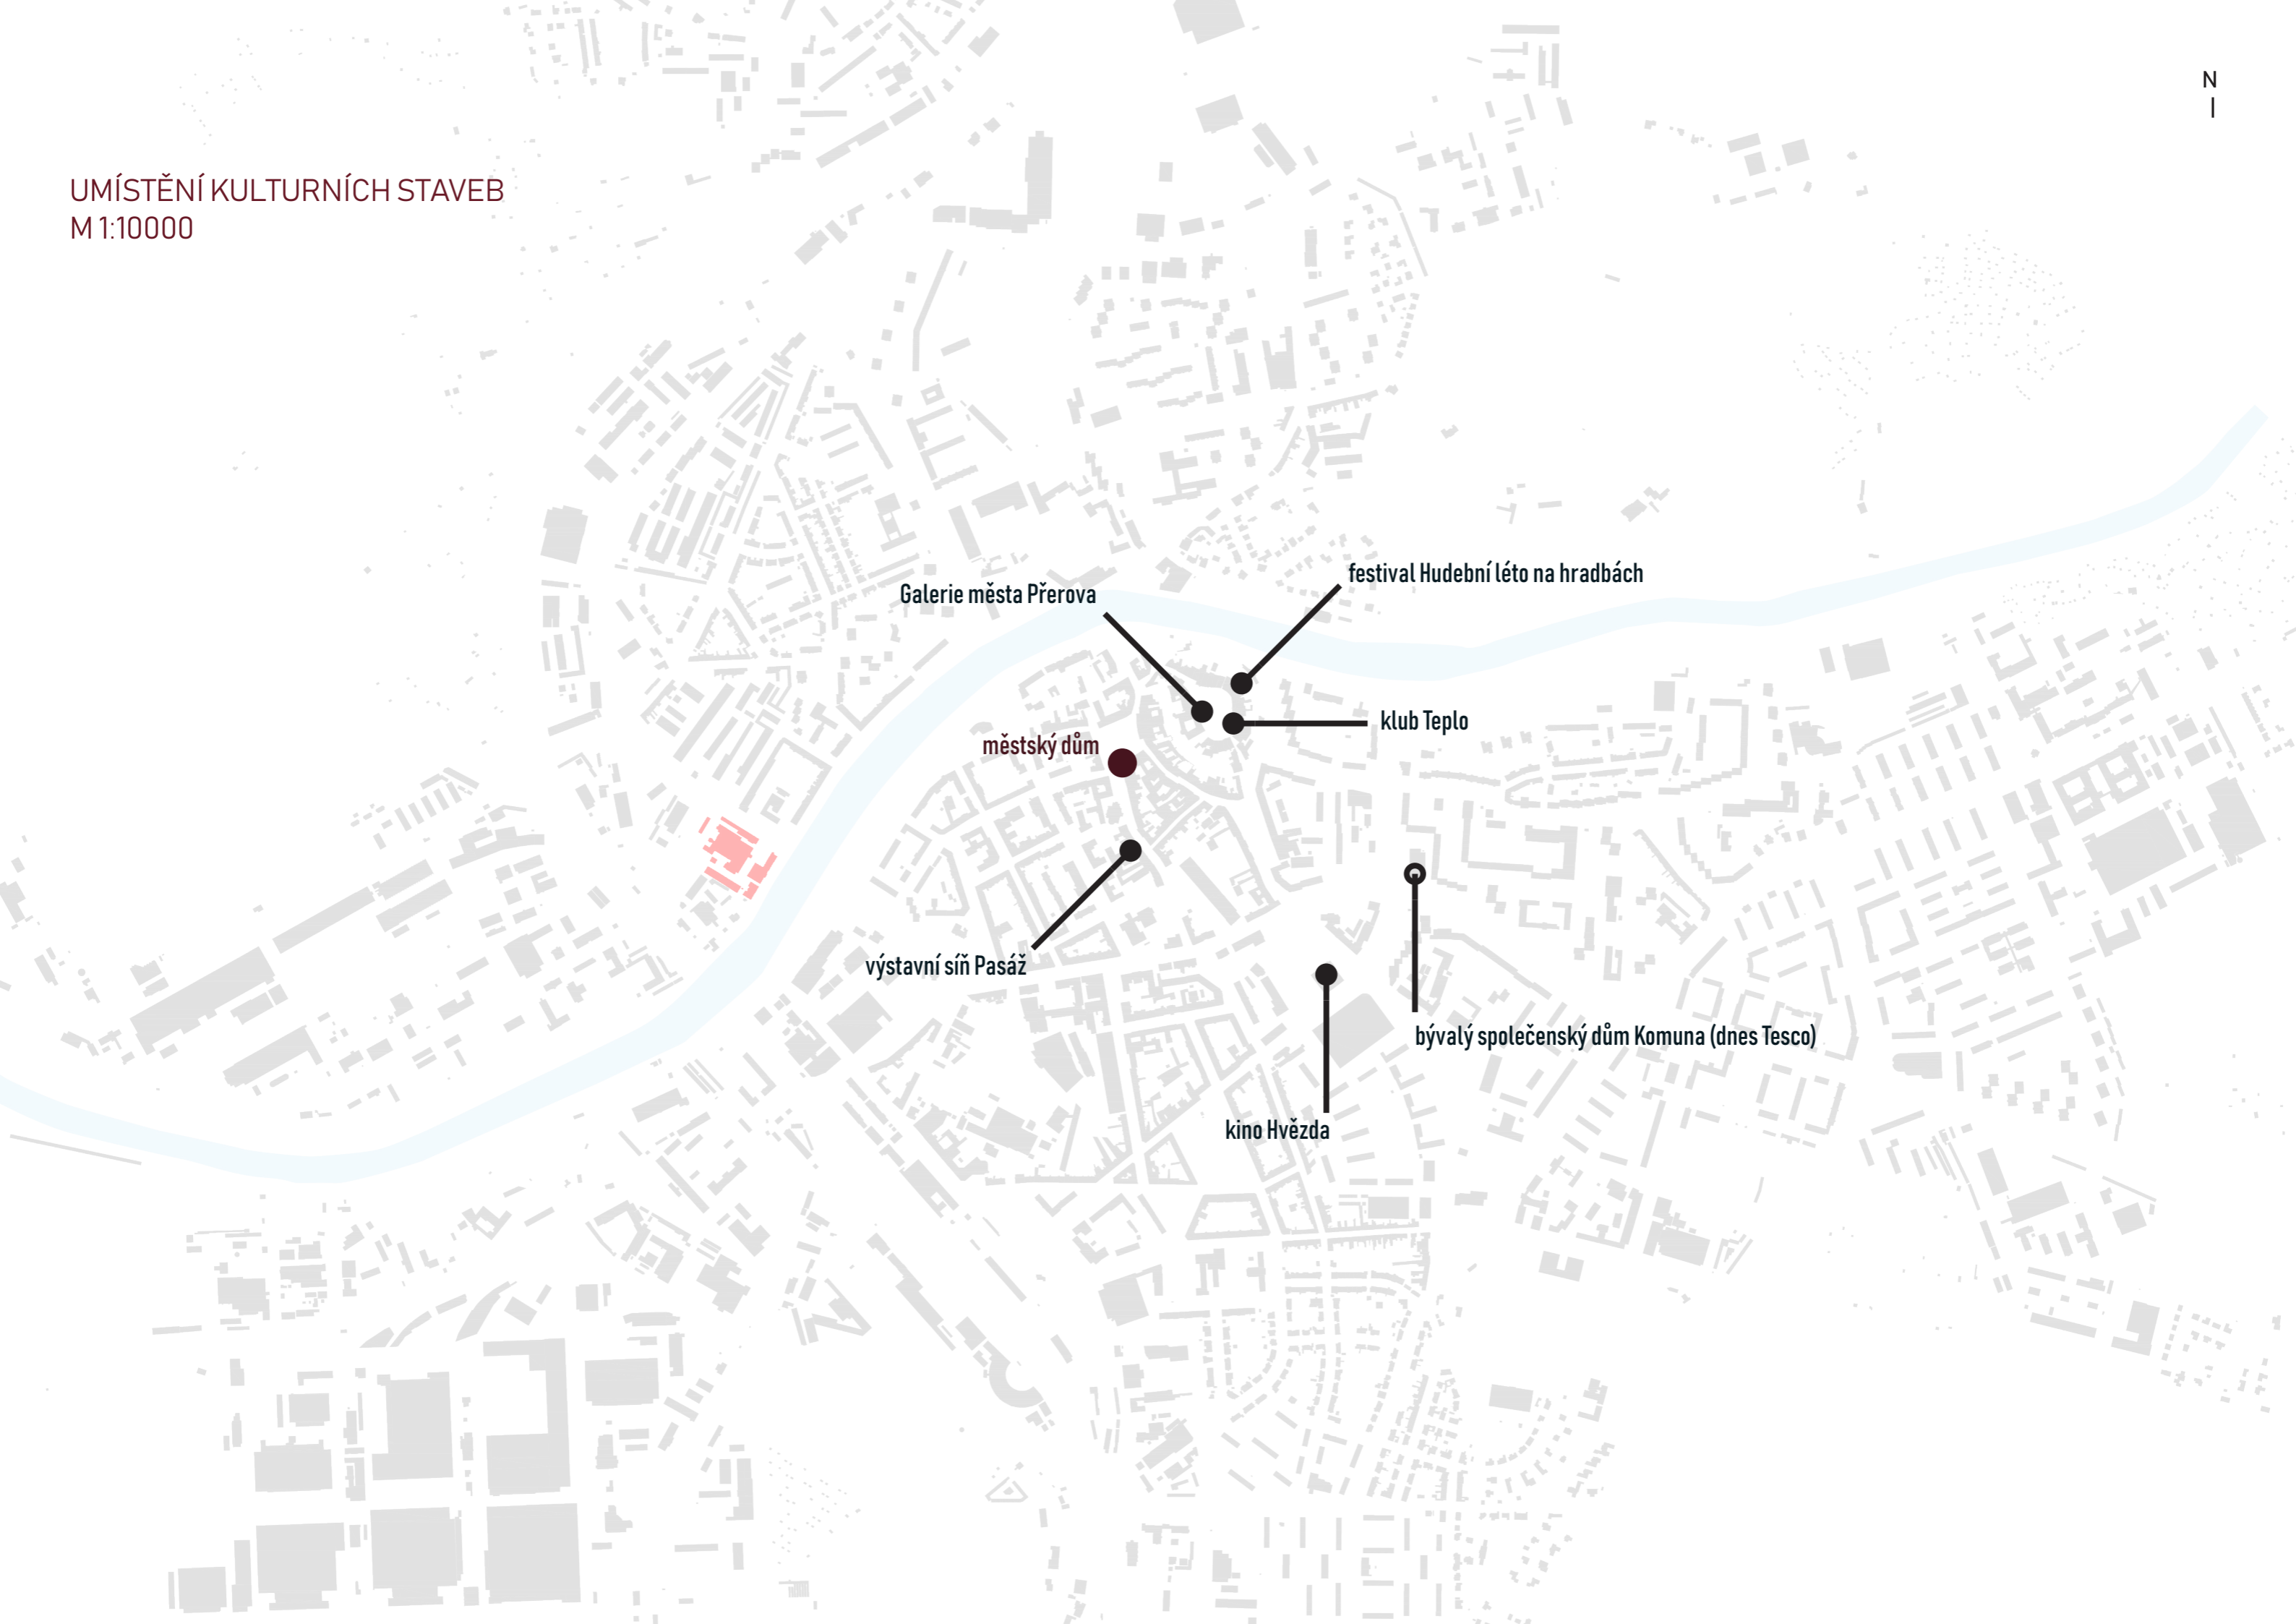 N
UMÍSTĚNÍ KULTURNÍCH STAVEB
M 1:10000
festival Hudební léto na hradbách
Galerie města Přerova
klub Teplo
městský dům
výstavní síň Pasáž
bývalý společenský dům Komuna (dnes Tesco)
kino Hvězda